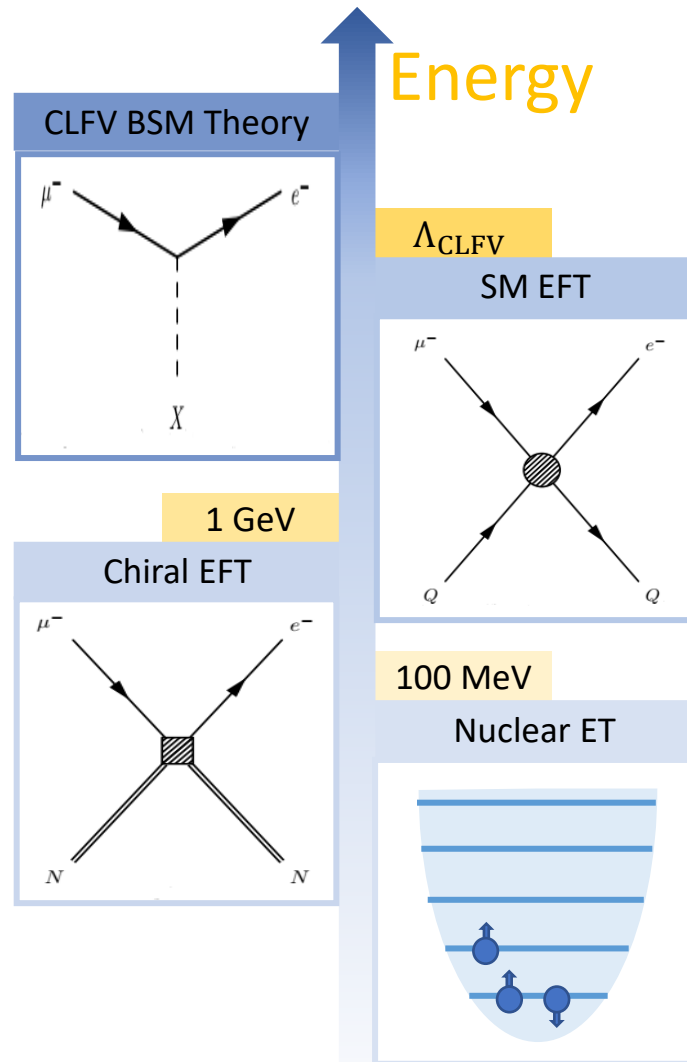 Energy
CLFV BSM Theory
μ⁻ e⁻
X
Λ_CLFV
SM EFT
μ⁻ e⁻
Q Q
1 GeV
Chiral EFT
μ⁻ e⁻
N N
100 MeV
Nuclear ET